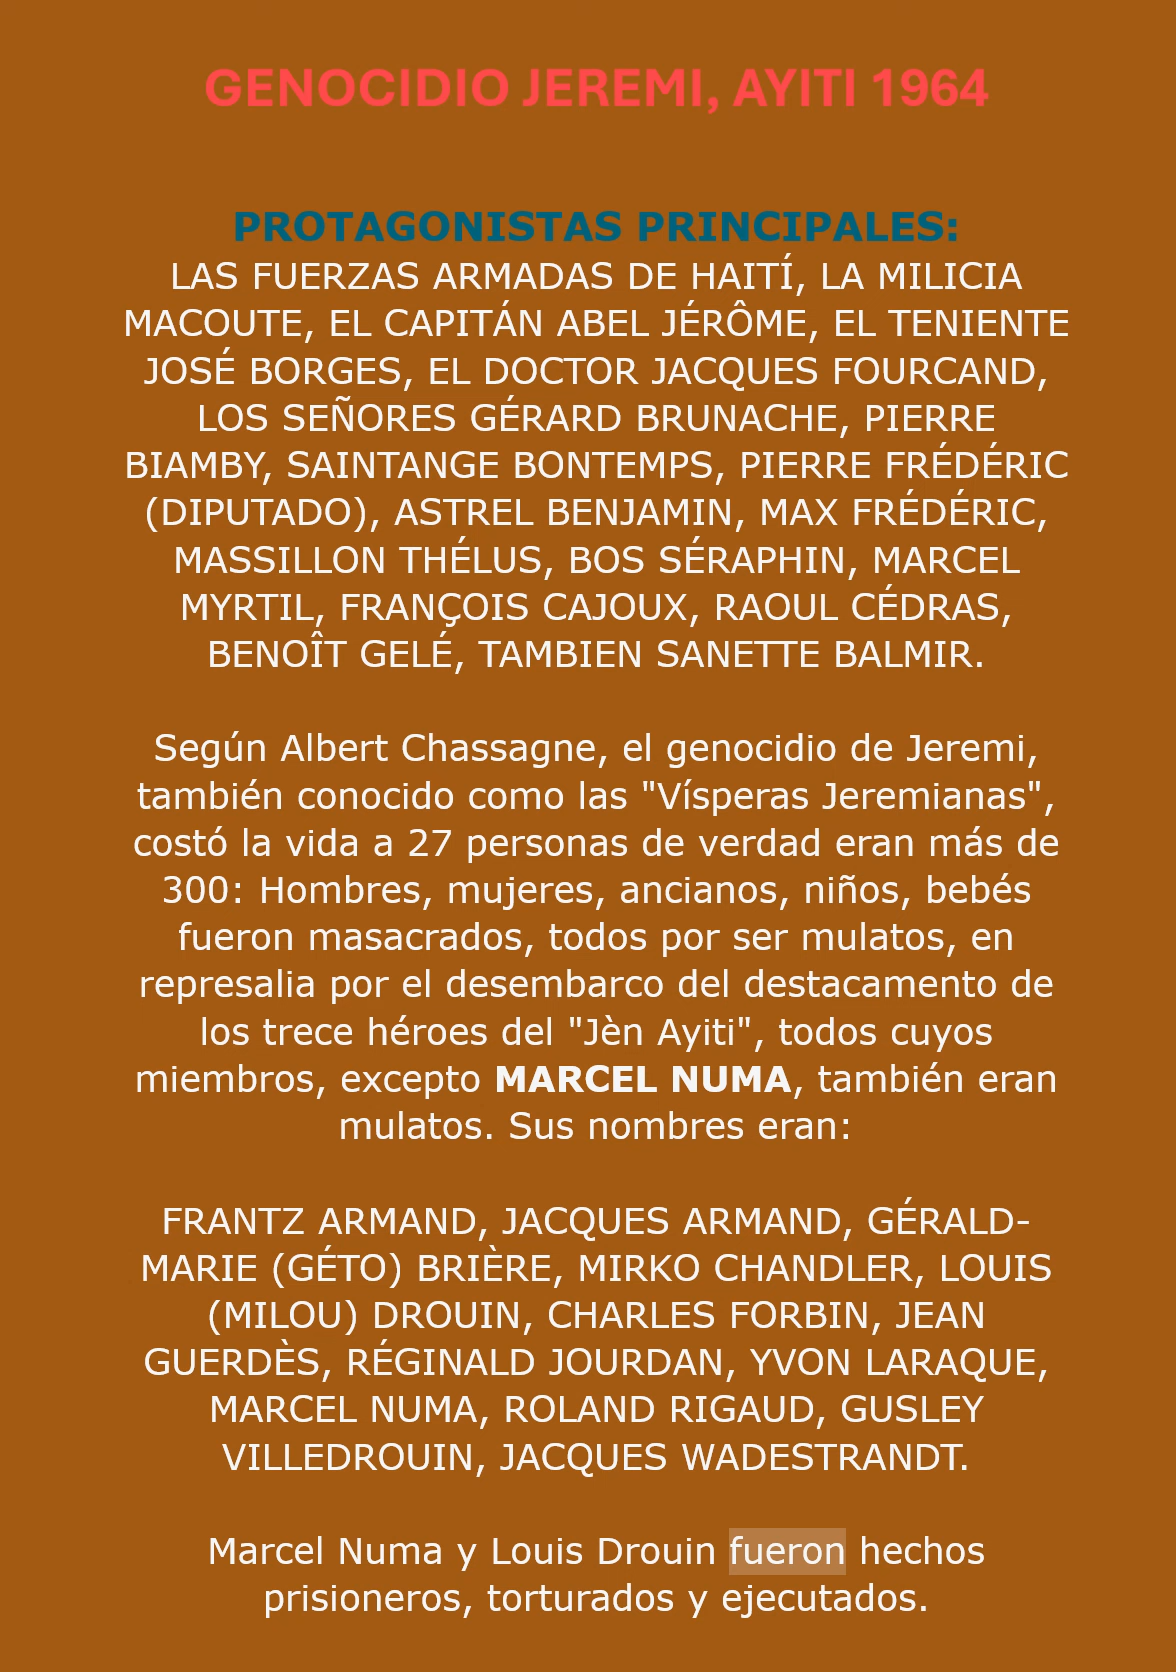 GENOCIDIO JEREMI, AYITI 1964
PROTAGONISTAS PRINCIPALES:
LAS FUERZAS ARMADAS DE HAITÍ, LA MILICIA
MACOUTE, EL CAPITÁN ABEL JÉRÔME, EL TENIENTE
JOSÉ BORGES, EL DOCTOR JACQUES FOURCAND,
LOS SEÑORES GÉRARD BRUNACHE, PIERRE
BIAMBY, SAINTANGE BONTEMPS, PIERRE FRÉDÉRIC
(DIPUTADO), ASTREL BENJAMIN, MAX FRÉDÉRIC,
MASSILLON THÉLUS, BOS SÉRAPHIN, MARCEL
MYRTIL, FRANÇOIS CAJOUX, RAOUL CÉDRAS,
BENOÎT GELÉ, TAMBIEN SANETTE BALMIR.
Según Albert Chassagne, el genocidio de Jeremi,
también conocido como las "Vísperas Jeremianas",
costó la vida a 27 personas de verdad eran más de
300: Hombres, mujeres, ancianos, niños, bebés
fueron masacrados, todos por ser mulatos, en
represalia por el desembarco del destacamento de
los trece héroes del "Jèn Ayiti", todos cuyos
miembros, excepto MARCEL NUMA, también eran
mulatos. Sus nombres eran:
FRANTZ ARMAND, JACQUES ARMAND, GÉRALD-
MARIE (GÉTO) BRIÈRE, MIRKO CHANDLER, LOUIS
(MILOU) DROUIN, CHARLES FORBIN, JEAN
GUERDÈS, RÉGINALD JOURDAN, YVON LARAQUE,
MARCEL NUMA, ROLAND RIGAUD, GUSLEY
VILLEDROUIN, JACQUES WADESTRANDT.
Marcel Numa y Louis Drouin fueron hechos
prisioneros, torturados y ejecutados.